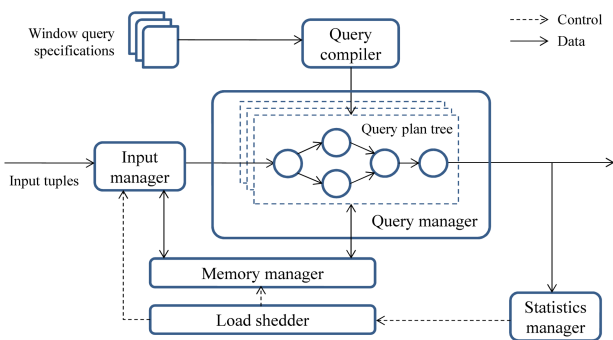 Window query
specifications
Query
compiler
Control
Data
Query plan tree
Input
manager
Input tuples
Query manager
Memory manager
Load shedder
Statistics
manager